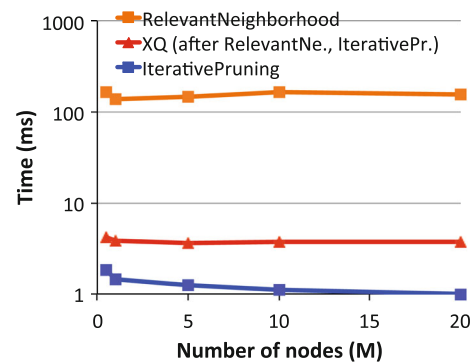 1000
RelevantNeighborhood
XQ (after RelevantNe., IterativePr.)
IterativePruning
100
10
1
Time (ms)
0 5 10 15 20
Number of nodes (M)